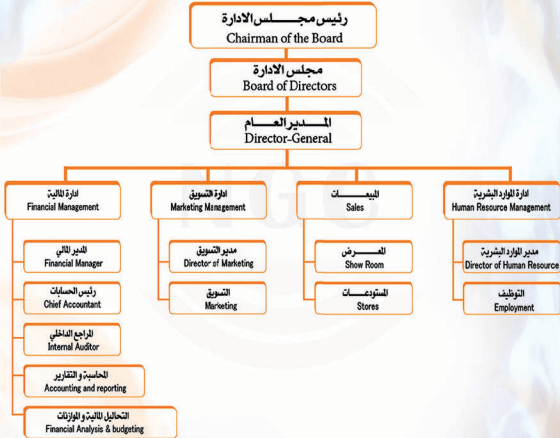 رئيس مجلس الادارة
Chairman of the Board
مجلس الادارة
Board of Directors
المدير العام
Director-General
ادارة المالية
Financial Management
ادارة التسويق
Marketing Management
المبيعات
Sales
ادارة الموارد البشرية
Human Resource Management
المدير المالي
Financial Manager
رئيس الحسابات
Chief Accountant
المراجع الداخلي
Internal Auditor
المحاسبة و التقارير
Accounting and reporting
التحاليل المالية و الموازنات
Financial Analysis & budgeting
مدير التسويق
Director of Marketing
التسويق
Marketing
المعرض
Show Room
المستودعات
Stores
مدير الموارد البشرية
Director of Human Resource
التوظيف
Employment
NGC